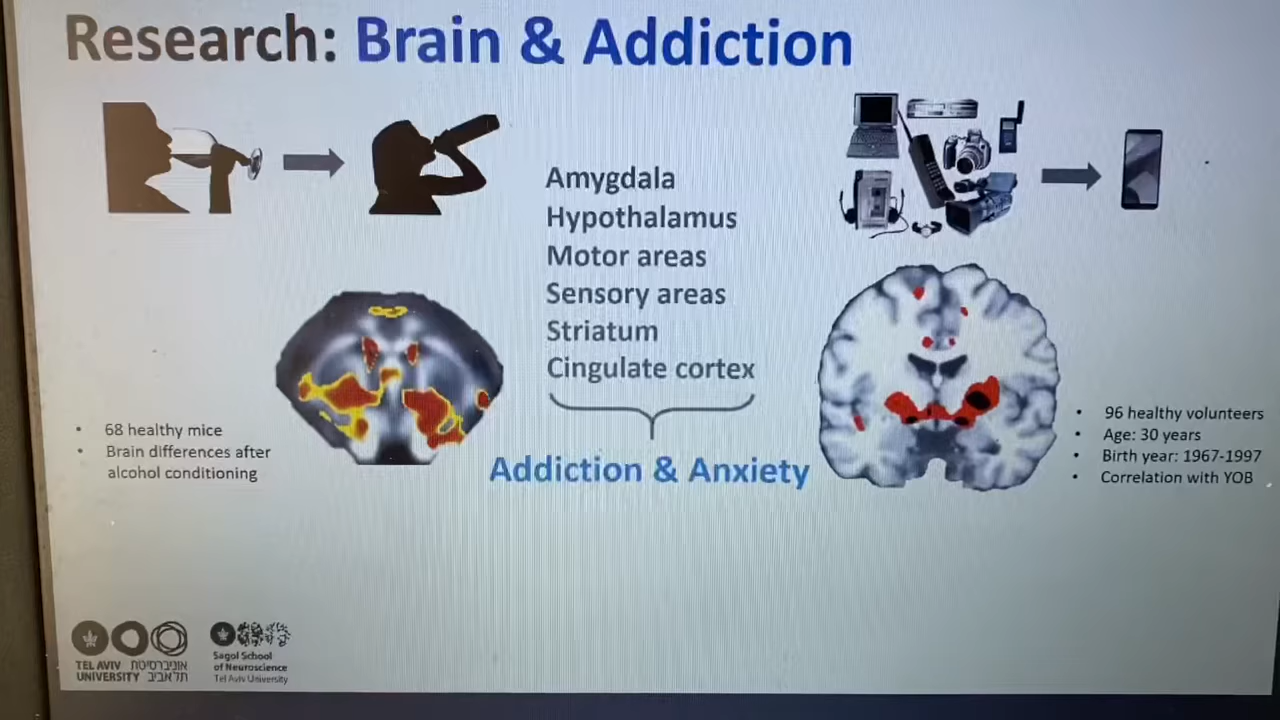 Research: Brain & Addiction
Amygdala
Hypothalamus
Motor areas
Sensory areas
Striatum
Cingulate cortex
Addiction & Anxiety
• 68 healthy mice
• Brain differences after
alcohol conditioning
• 96 healthy volunteers
• Age: 30 years
• Birth year: 1967-1997
• Correlation with YOB
TEL AVIV אוניברסיטת
UNIVERSITY תל אביב
Sagol School
of Neuroscience
Tel Aviv University